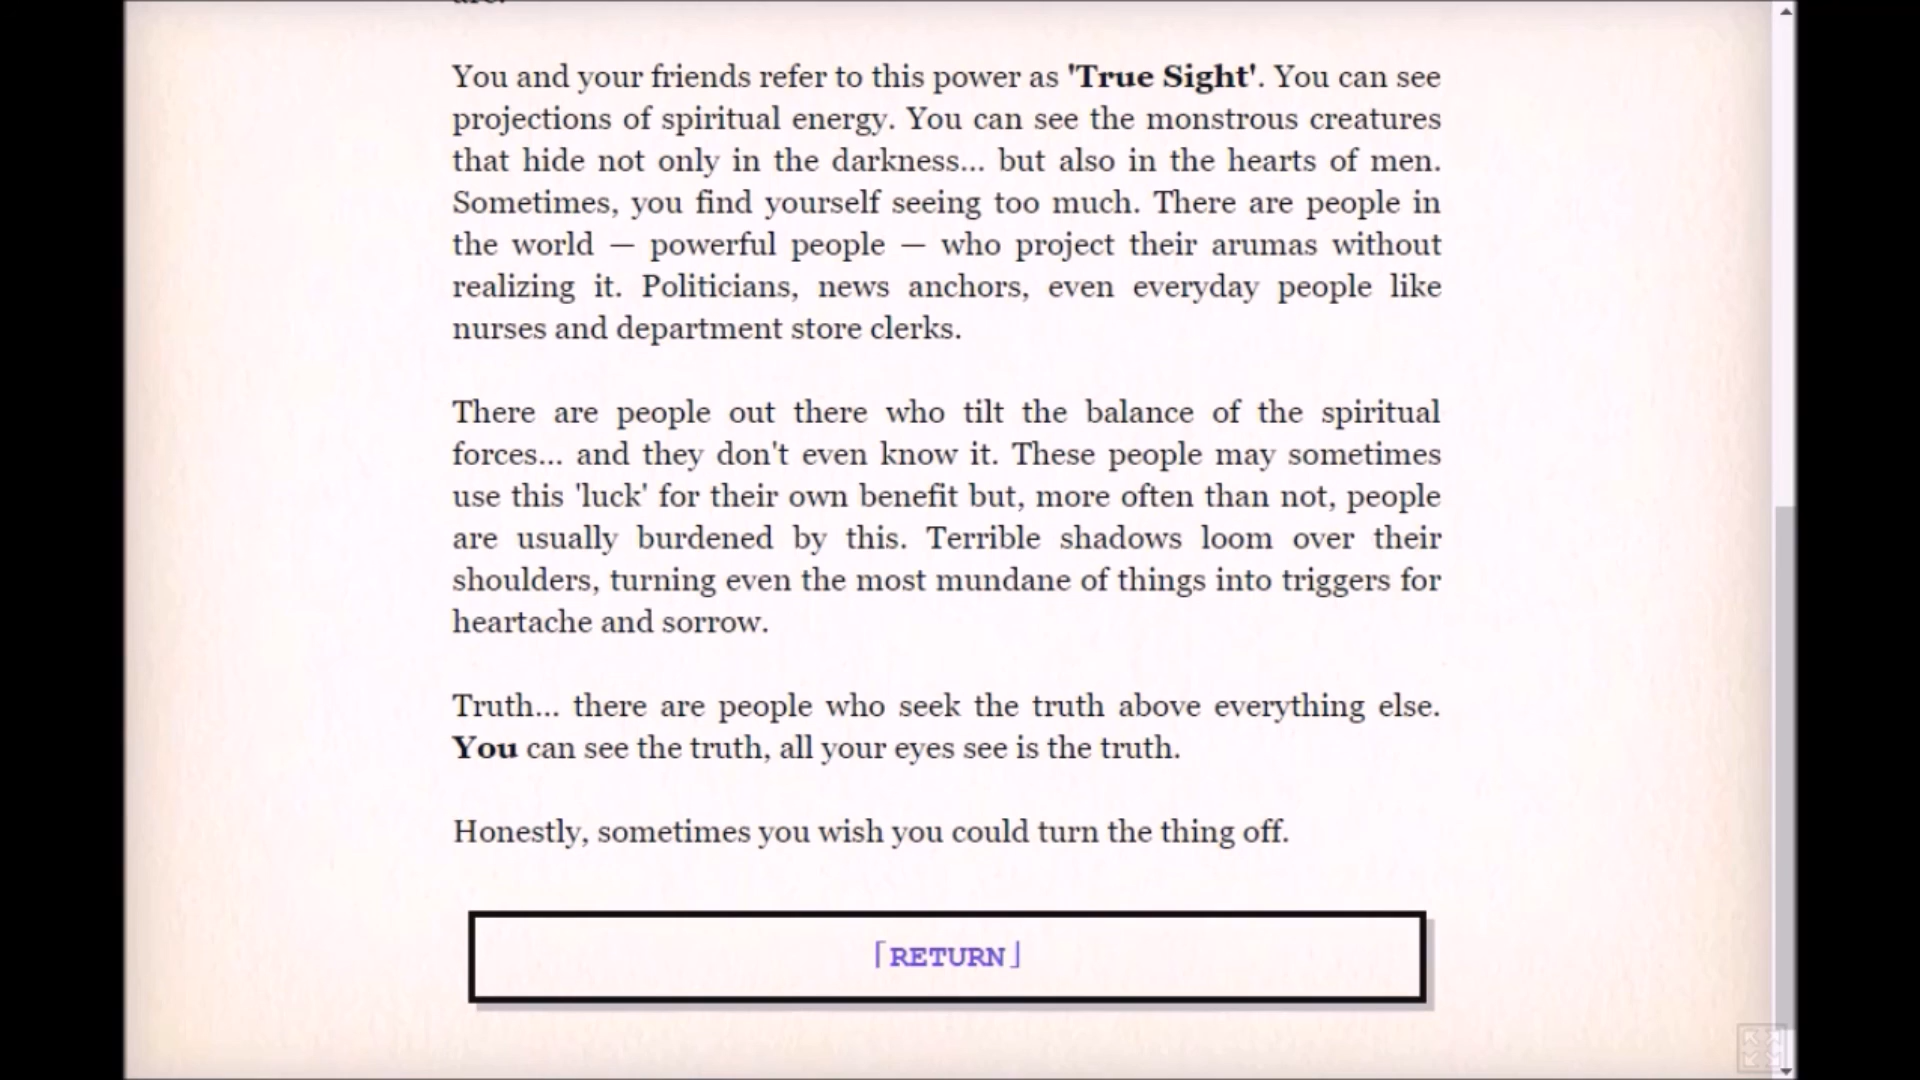 are.
You and your friends refer to this power as 'True Sight'. You can see
projections of spiritual energy. You can see the monstrous creatures
that hide not only in the darkness... but also in the hearts of men.
Sometimes, you find yourself seeing too much. There are people in
the world — powerful people — who project their arumas without
realizing it. Politicians, news anchors, even everyday people like
nurses and department store clerks.
There are people out there who tilt the balance of the spiritual
forces... and they don't even know it. These people may sometimes
use this 'luck' for their own benefit but, more often than not, people
are usually burdened by this. Terrible shadows loom over their
shoulders, turning even the most mundane of things into triggers for
heartache and sorrow.
Truth... there are people who seek the truth above everything else.
You can see the truth, all your eyes see is the truth.
Honestly, sometimes you wish you could turn the thing off.
「RETURN」